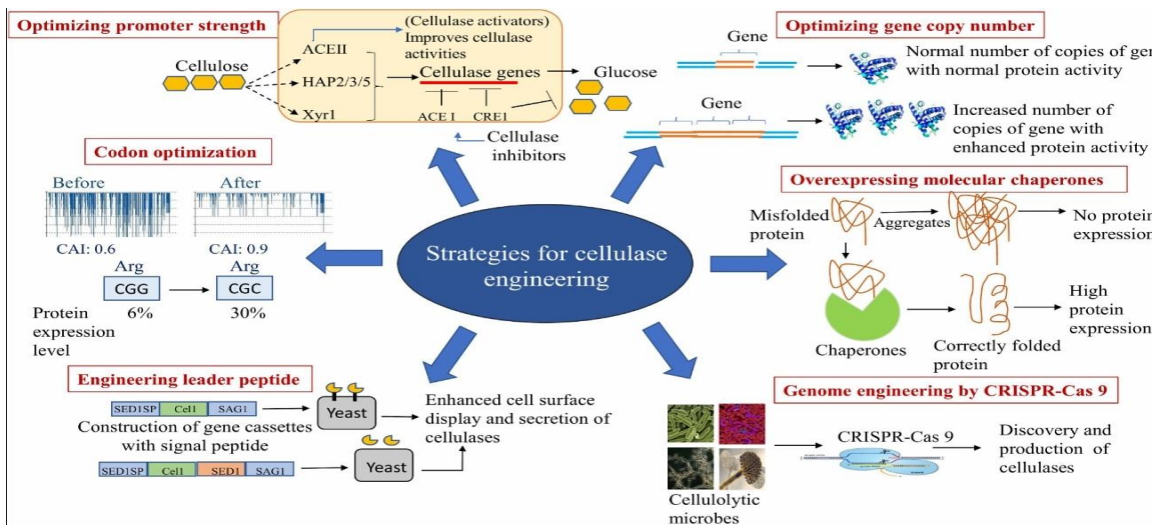 Optimizing promoter strength
Cellulose
ACEII
HAP2/3/5
Xyr1
(Cellulase activators)
Improves cellulase
activities
Cellulase genes
ACE I
CRE1
Glucose
Cellulase
inhibitors
Optimizing gene copy number
Gene
Normal number of copies of gen
with normal protein activity
Gene
Increased number of
copies of gene with
enhanced protein activity
Codon optimization
Before
After
CAI: 0.6
CAI: 0.9
Arg
Arg
CGG
CGC
Protein
expression
level
6%
30%
Strategies for cellulase
engineering
Overexpressing molecular chaperones
Misfolded
protein
Aggregates
No protein
expression
Chaperones
Correctly folded
protein
High
protein
expression
Engineering leader peptide
SED1SP
Cel1
SAG1
Yeast
Construction of gene cassettes
with signal peptide
SED1SP
Cel1
SED1
SAG1
Yeast
Enhanced cell surface
display and secretion of
cellulases
Genome engineering by CRISPR-Cas 9
Cellulolytic
microbes
CRISPR-Cas 9
Discovery and
production of
cellulases